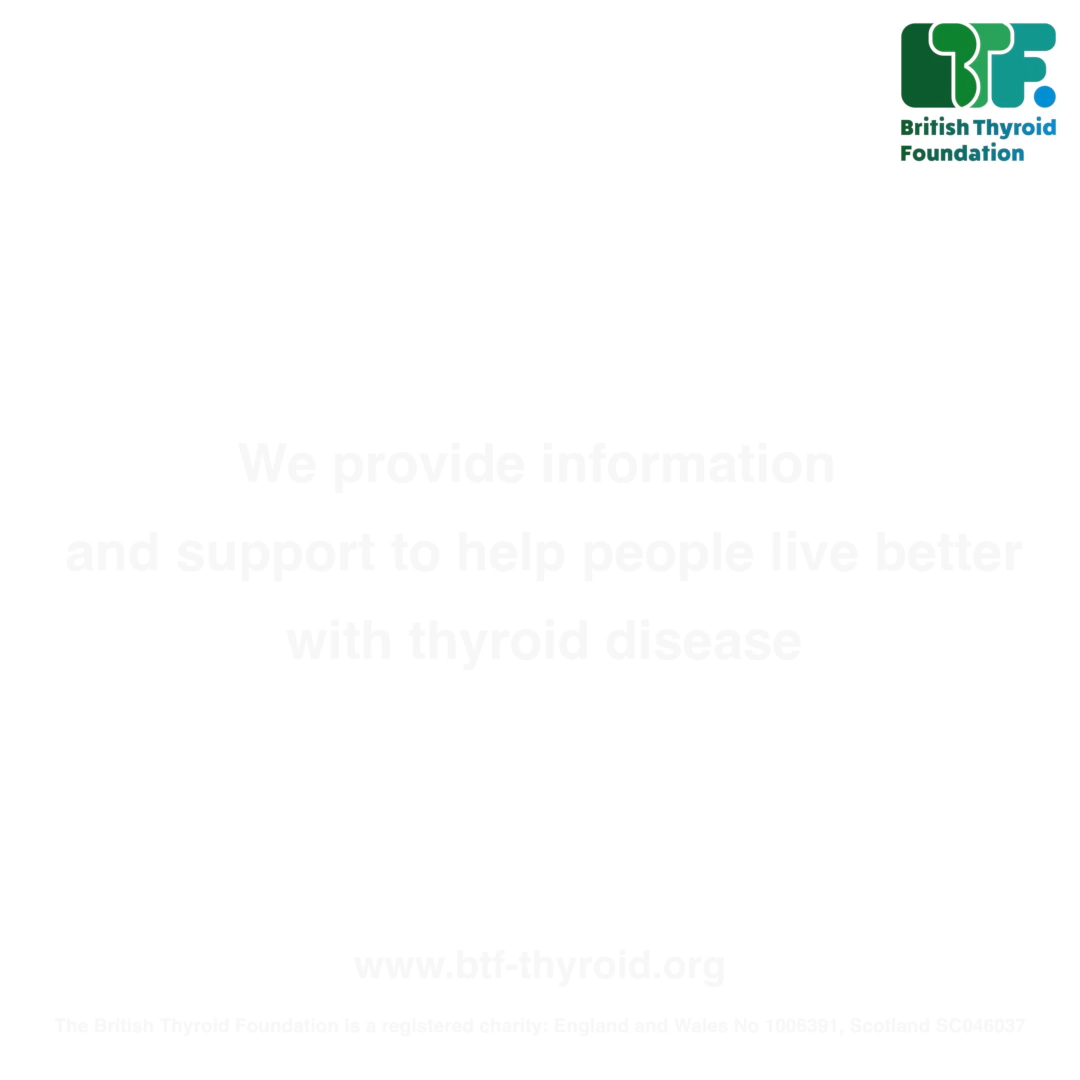 BTF.
British Thyroid
Foundation
We provide information
and support to help people live better
with thyroid disease
www.btf-thyroid.org
The British Thyroid Foundation is a registered charity: England and Wales No 1006391, Scotland SC046037